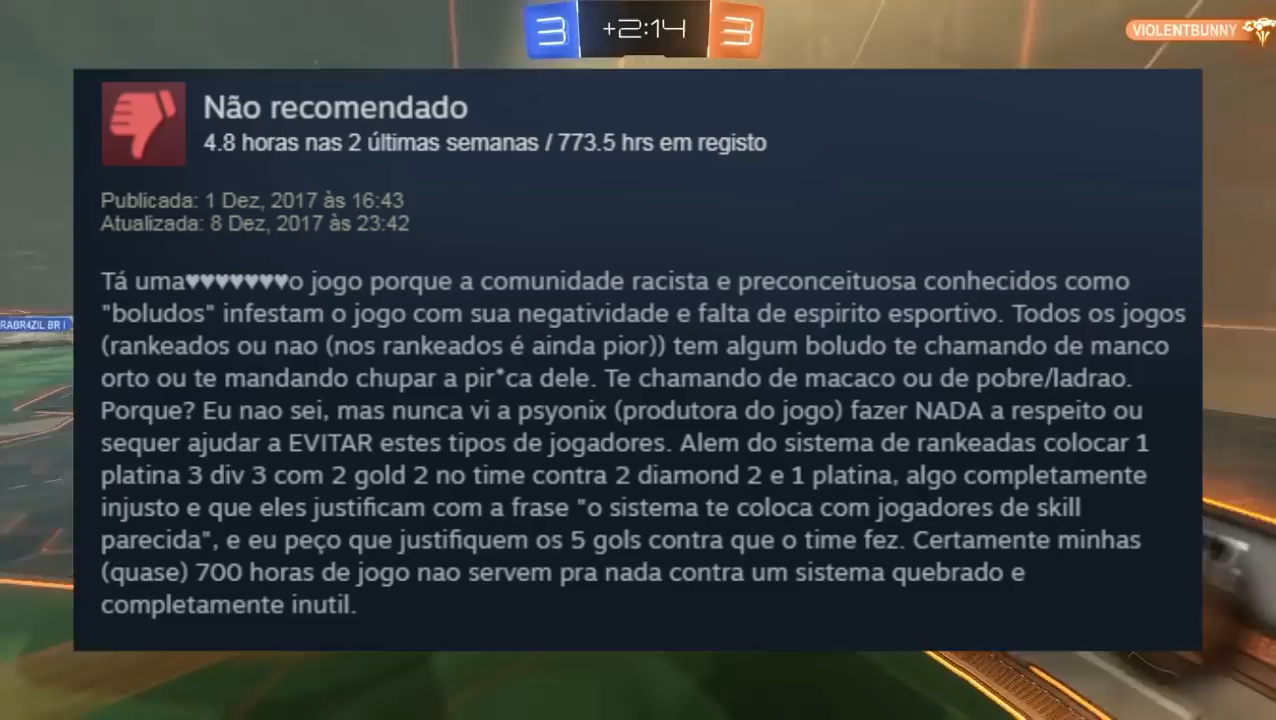 3 +2:14 3
VIOLENTBUNNY
Não recomendado
4.8 horas nas 2 últimas semanas / 773.5 hrs em registo
Publicada: 1 Dez, 2017 às 16:43
Atualizada: 8 Dez, 2017 às 23:42
Tá uma♥♥♥♥♥♥♥o jogo porque a comunidade racista e preconceituosa conhecidos como
"boludos" infestam o jogo com sua negatividade e falta de espirito esportivo. Todos os jogos
RABR4ZIL BR
(rankeados ou nao (nos rankeados é ainda pior)) tem algum boludo te chamando de manco
orto ou te mandando chupar a pir*ca dele. Te chamando de macaco ou de pobre/ladrao.
Porque? Eu nao sei, mas nunca vi a psyonix (produtora do jogo) fazer NADA a respeito ou
sequer ajudar a EVITAR estes tipos de jogadores. Alem do sistema de rankeadas colocar 1
platina 3 div 3 com 2 gold 2 no time contra 2 diamond 2 e 1 platina, algo completamente
injusto e que eles justificam com a frase "o sistema te coloca com jogadores de skill
parecida", e eu peço que justifiquem os 5 gols contra que o time fez. Certamente minhas
(quase) 700 horas de jogo nao servem pra nada contra um sistema quebrado e
completamente inutil.